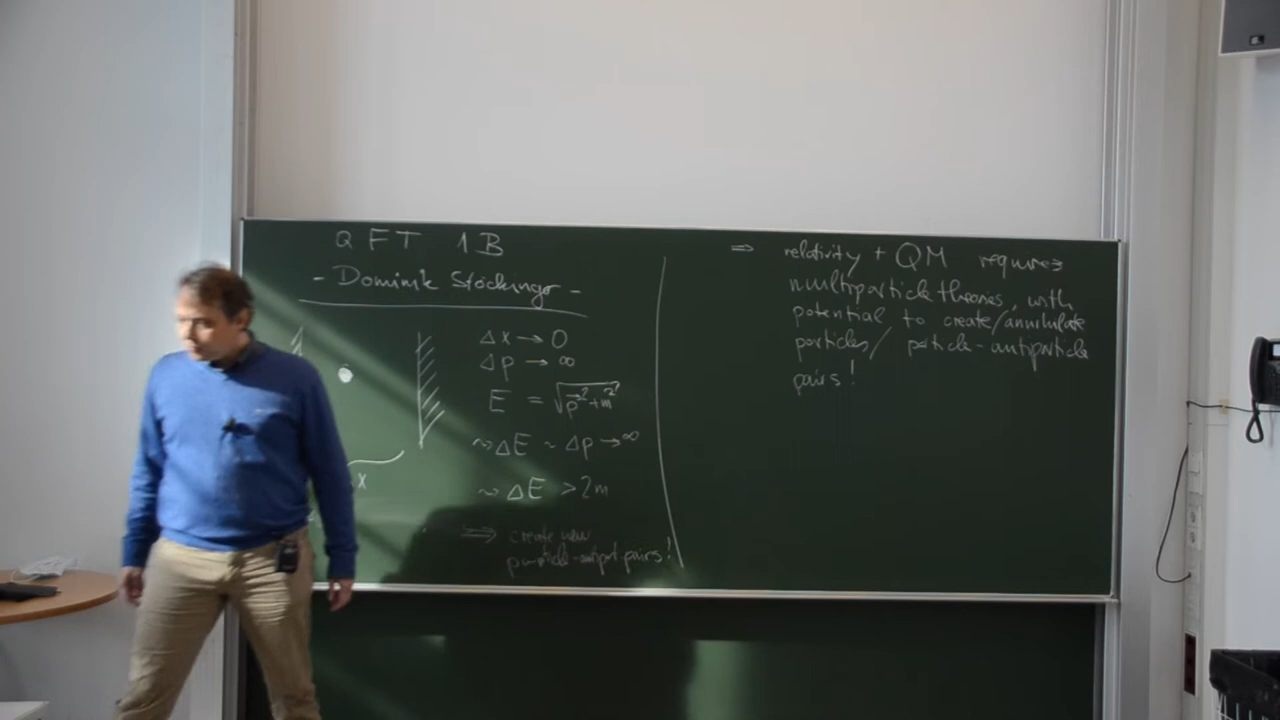 QFT 1B
- Dominik Stöckinger -
Δx → 0
Δp → ∞
E = √p⃗²+m²
~> ΔE ~ Δp → ∞
~> ΔE > 2m
⇒ create new
particle-antipart.pairs!
x
⇒ relativity + QM requires
multiparticle theories, with
potential to create/annihilate
particles/ particle-antiparticle
pairs!